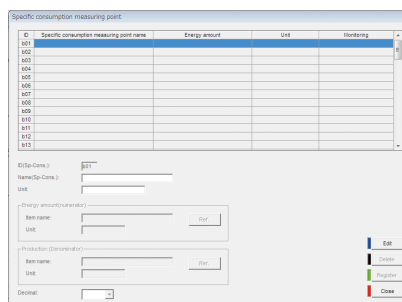 Specific consumption measuring point
ID Specific consumption measuring point name Energy amount Unit Monitoring
b01
b02
b03
b04
b05
b06
b07
b08
b09
b10
b11
b12
b13
ID(Sp-Cons.): b01
Name(Sp-Cons.):
Unit:
Energy amount(numerator)
Item name:
Ref.
Unit:
Production (Denominator)
Item name:
Ref.
Unit:
Decimal:
Edit
Delete
Register
Close